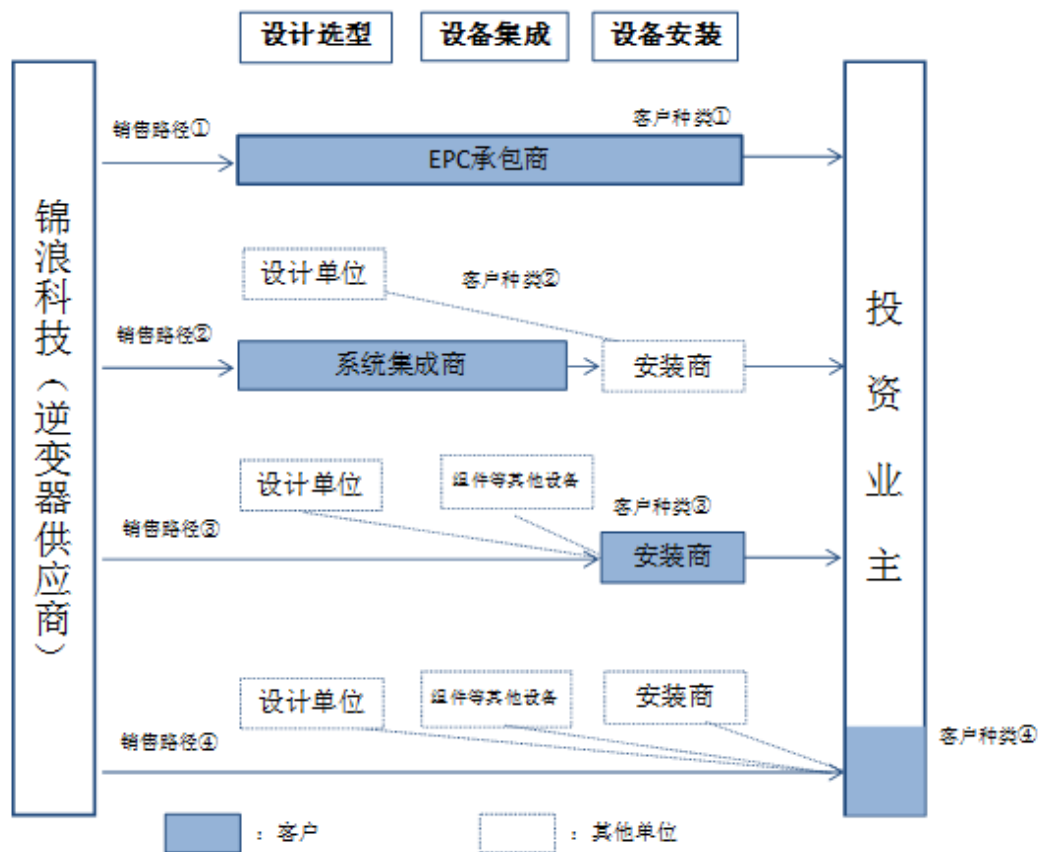 设计选型
设备集成
设备安装
锦浪科技（逆变器供应商）
投资业主
销售路径①
客户种类①
EPC承包商
设计单位
客户种类②
销售路径②
系统集成商
安装商
设计单位
组件等其他设备
客户种类③
销售路径③
安装商
设计单位
组件等其他设备
安装商
销售路径④
客户种类④
：客户
：其他单位